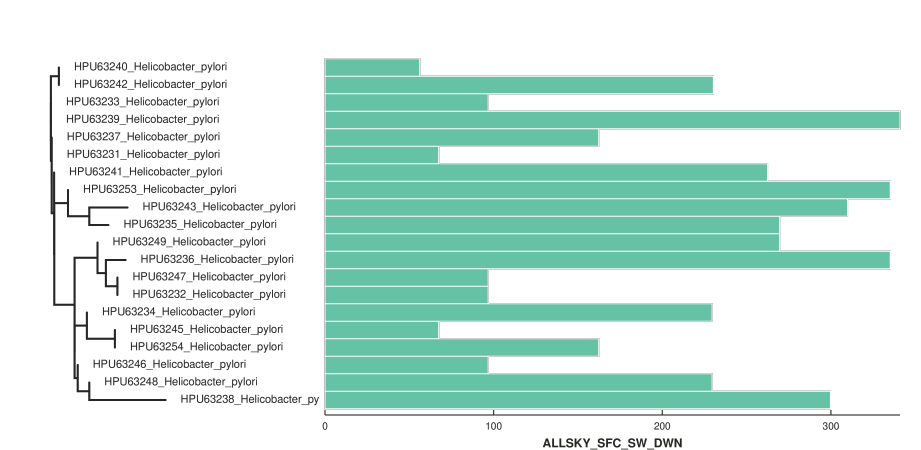 HPU63240_Helicobacter_pylori
HPU63242_Helicobacter_pylori
HPU63233_Helicobacter_pylori
HPU63239_Helicobacter_pylori
HPU63237_Helicobacter_pylori
HPU63231_Helicobacter_pylori
HPU63241_Helicobacter_pylori
HPU63253_Helicobacter_pylori
HPU63243_Helicobacter_pylori
HPU63235_Helicobacter_pylori
HPU63249_Helicobacter_pylori
HPU63236_Helicobacter_pylori
HPU63247_Helicobacter_pylori
HPU63232_Helicobacter_pylori
HPU63234_Helicobacter_pylori
HPU63245_Helicobacter_pylori
HPU63254_Helicobacter_pylori
HPU63246_Helicobacter_pylori
HPU63248_Helicobacter_pylori
HPU63238_Helicobacter_py
0 100 200 300
ALLSKY_SFC_SW_DWN